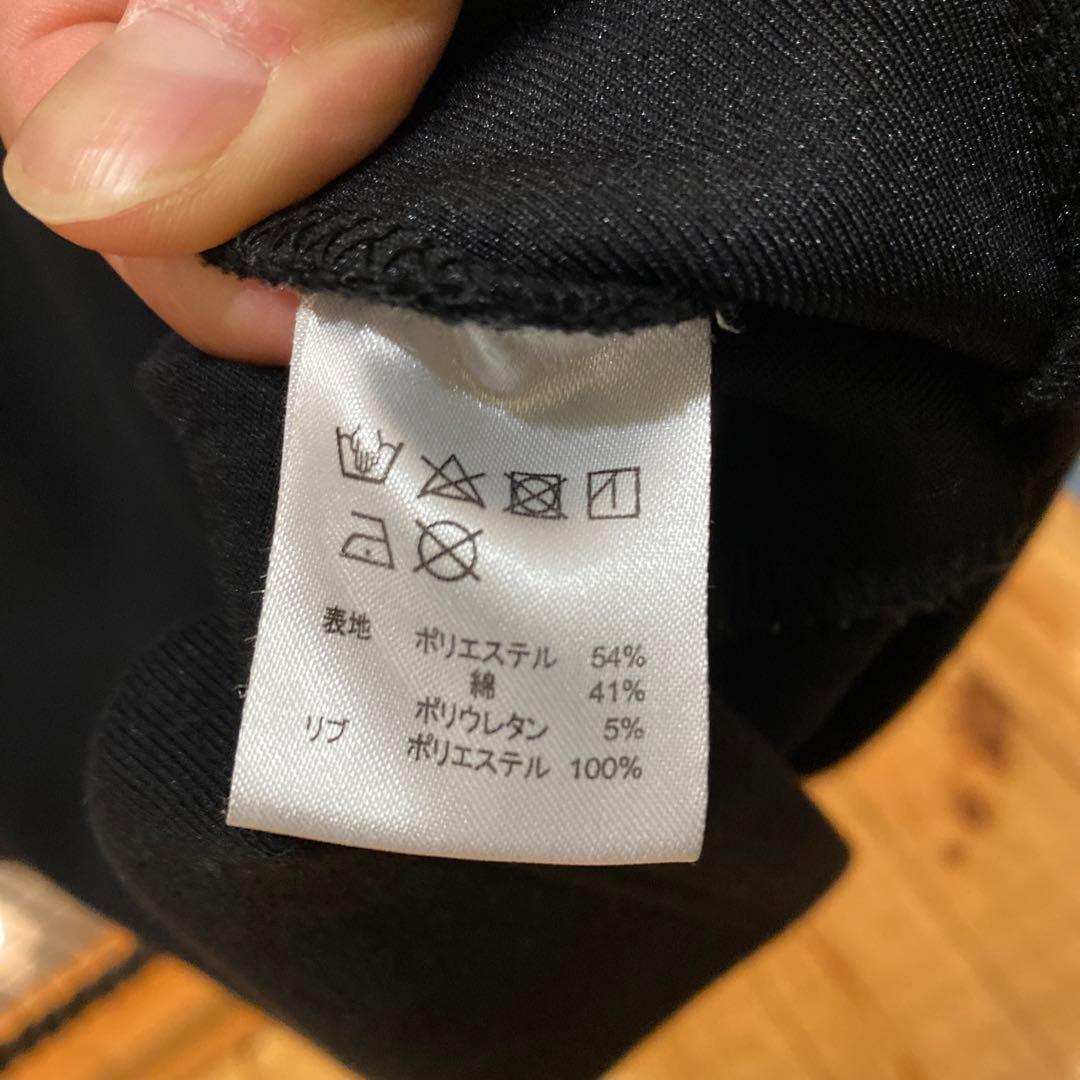 表地 ポリエステル 54%
綿 41%
ポリウレタン 5%
リブ ポリエステル 100%